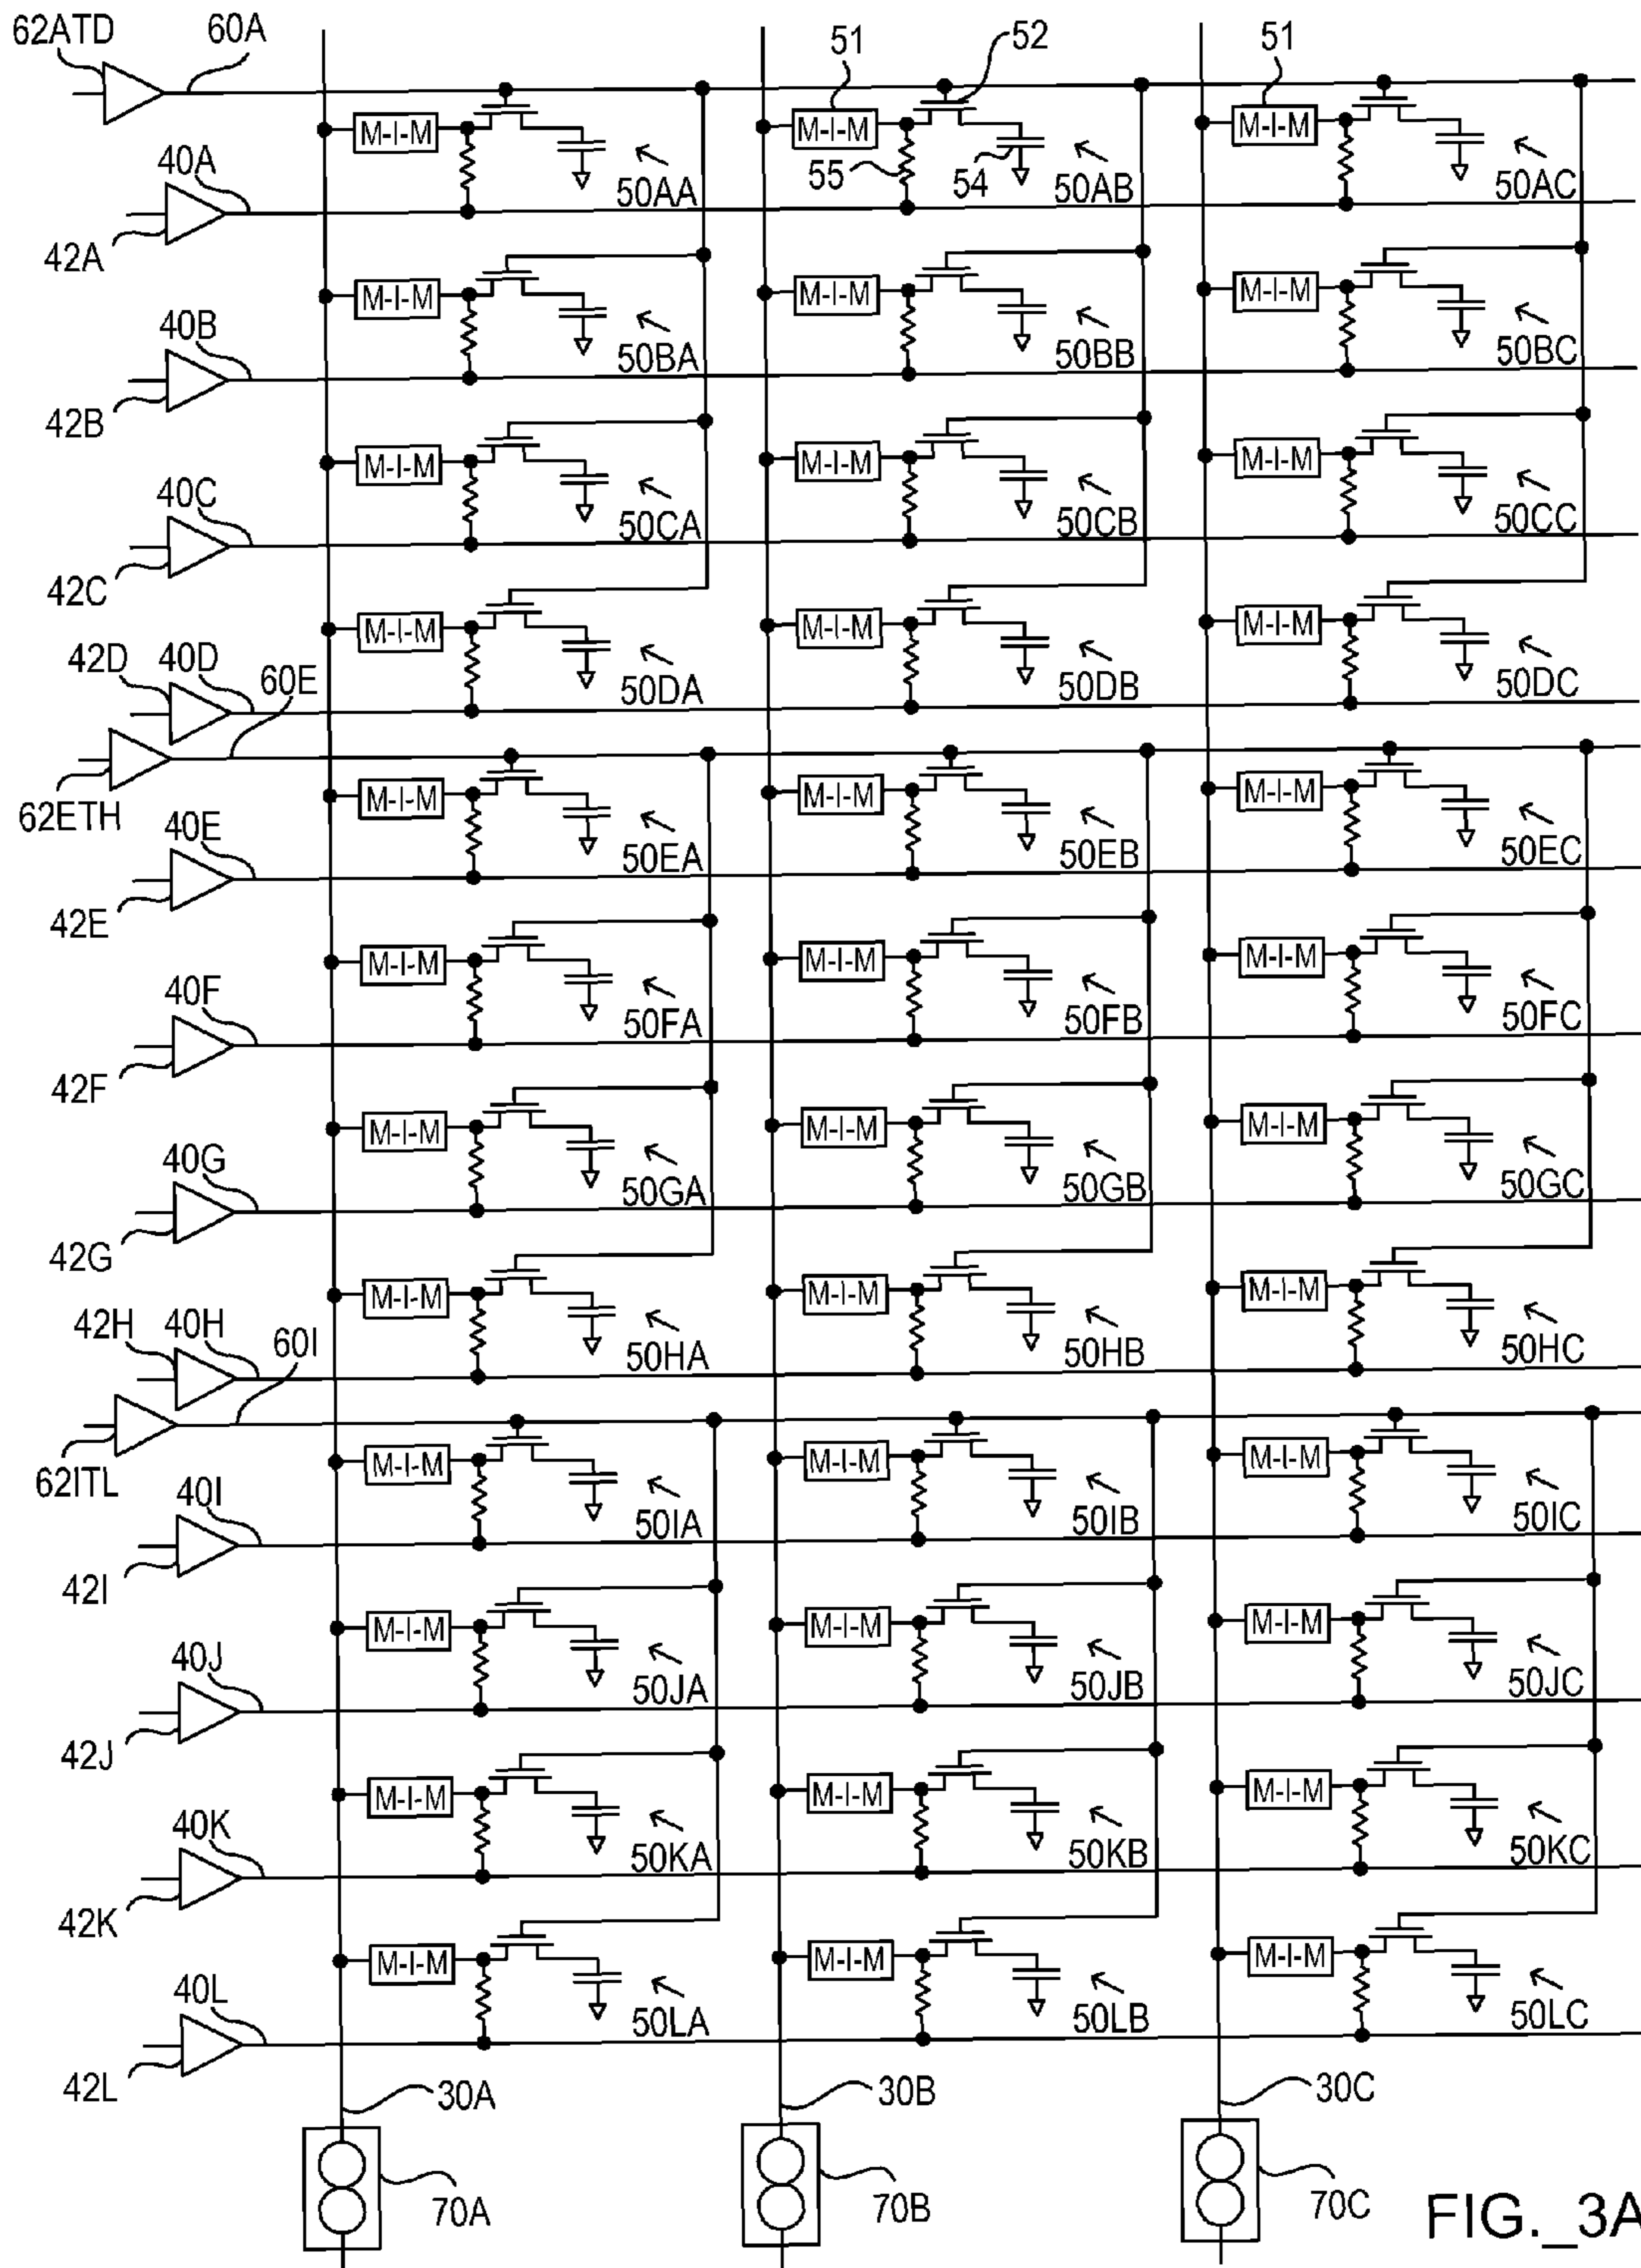 62ATD 60A 51 52 51
M-I-M M-I-M M-I-M
40A 55 54
50AA 50AB 50AC
42A
M-I-M M-I-M M-I-M
40B
50BA 50BB 50BC
42B
M-I-M M-I-M M-I-M
40C
50CA 50CB 50CC
42C
M-I-M M-I-M M-I-M
42D 40D 60E
50DA 50DB 50DC
M-I-M M-I-M M-I-M
62ETH 40E
50EA 50EB 50EC
42E
M-I-M M-I-M M-I-M
40F
50FA 50FB 50FC
42F
M-I-M M-I-M M-I-M
40G
50GA 50GB 50GC
42G
M-I-M M-I-M M-I-M
42H 40H 60I
50HA 50HB 50HC
M-I-M M-I-M M-I-M
62ITL 40I
50IA 50IB 50IC
42I
M-I-M M-I-M M-I-M
40J
50JA 50JB 50JC
42J
M-I-M M-I-M M-I-M
40K
50KA 50KB 50KC
42K
M-I-M M-I-M M-I-M
40L
50LA 50LB 50LC
42L
30A 30B 30C
70A 70B 70C
FIG._3A